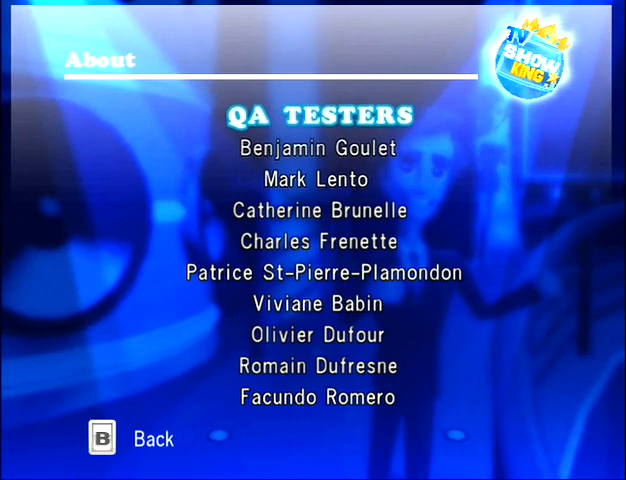 About
TV
SHOW
KING
QA TESTERS
Benjamin Goulet
Mark Lento
Catherine Brunelle
Charles Frenette
Patrice St-Pierre-Plamondon
Viviane Babin
Olivier Dufour
Romain Dufresne
Facundo Romero
B Back